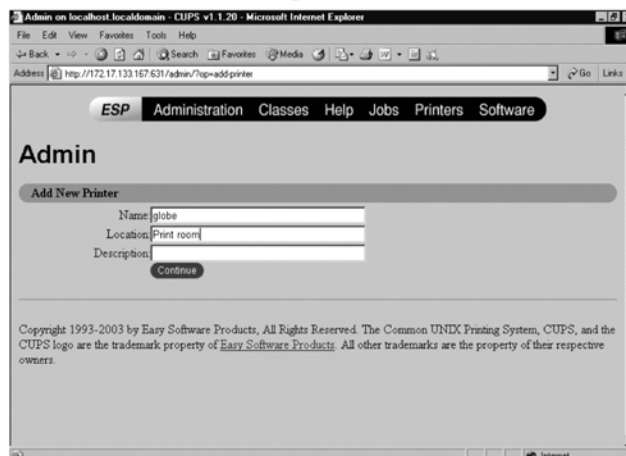 Admin on localhost.localdomain - CUPS v1.1.20 - Microsoft Internet Explorer
File Edit View Favorites Tools Help
Back Search Favorites Media
Address http://172.17.133.167:631/admin/?op=add-printer Go Links
ESP Administration Classes Help Jobs Printers Software
Admin
Add New Printer
Name: globe
Location: Print room
Description:
Continue
Copyright 1993-2003 by Easy Software Products, All Rights Reserved. The Common UNIX Printing System, CUPS, and the
CUPS logo are the trademark property of Easy Software Products. All other trademarks are the property of their respective
owners.
Internet